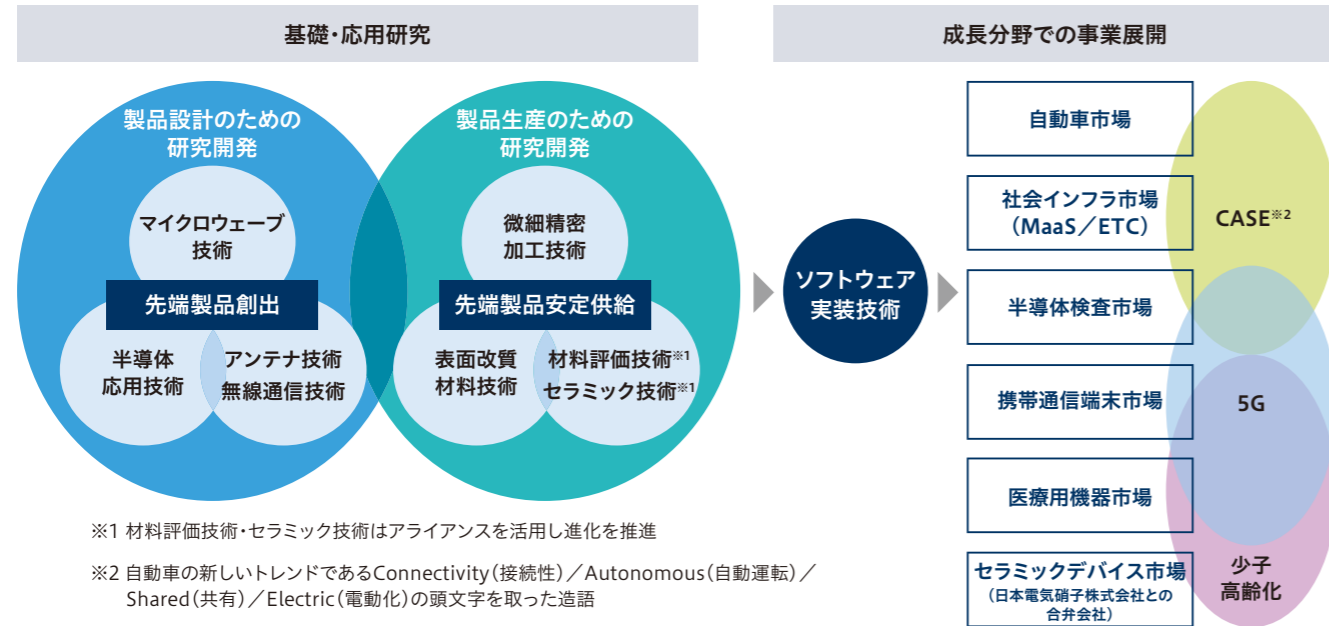 基礎・応用研究
成長分野での事業展開
製品設計のための
研究開発
マイクロウェーブ
技術
先端製品創出
半導体
応用技術
アンテナ技術
無線通信技術
製品生産のための
研究開発
微細精密
加工技術
先端製品安定供給
表面改質
材料技術
材料評価技術※1
セラミック技術※1
ソフトウェア
実装技術
自動車市場
社会インフラ市場
（MaaS／ETC）
半導体検査市場
携帯通信端末市場
医療用機器市場
セラミックデバイス市場
（日本電気硝子株式会社との
合弁会社）
CASE※2
5G
少子
高齢化
※1 材料評価技術・セラミック技術はアライアンスを活用し進化を推進
※2 自動車の新しいトレンドであるConnectivity（接続性）／Autonomous（自動運転）／
Shared（共有）／Electric（電動化）の頭文字を取った造語